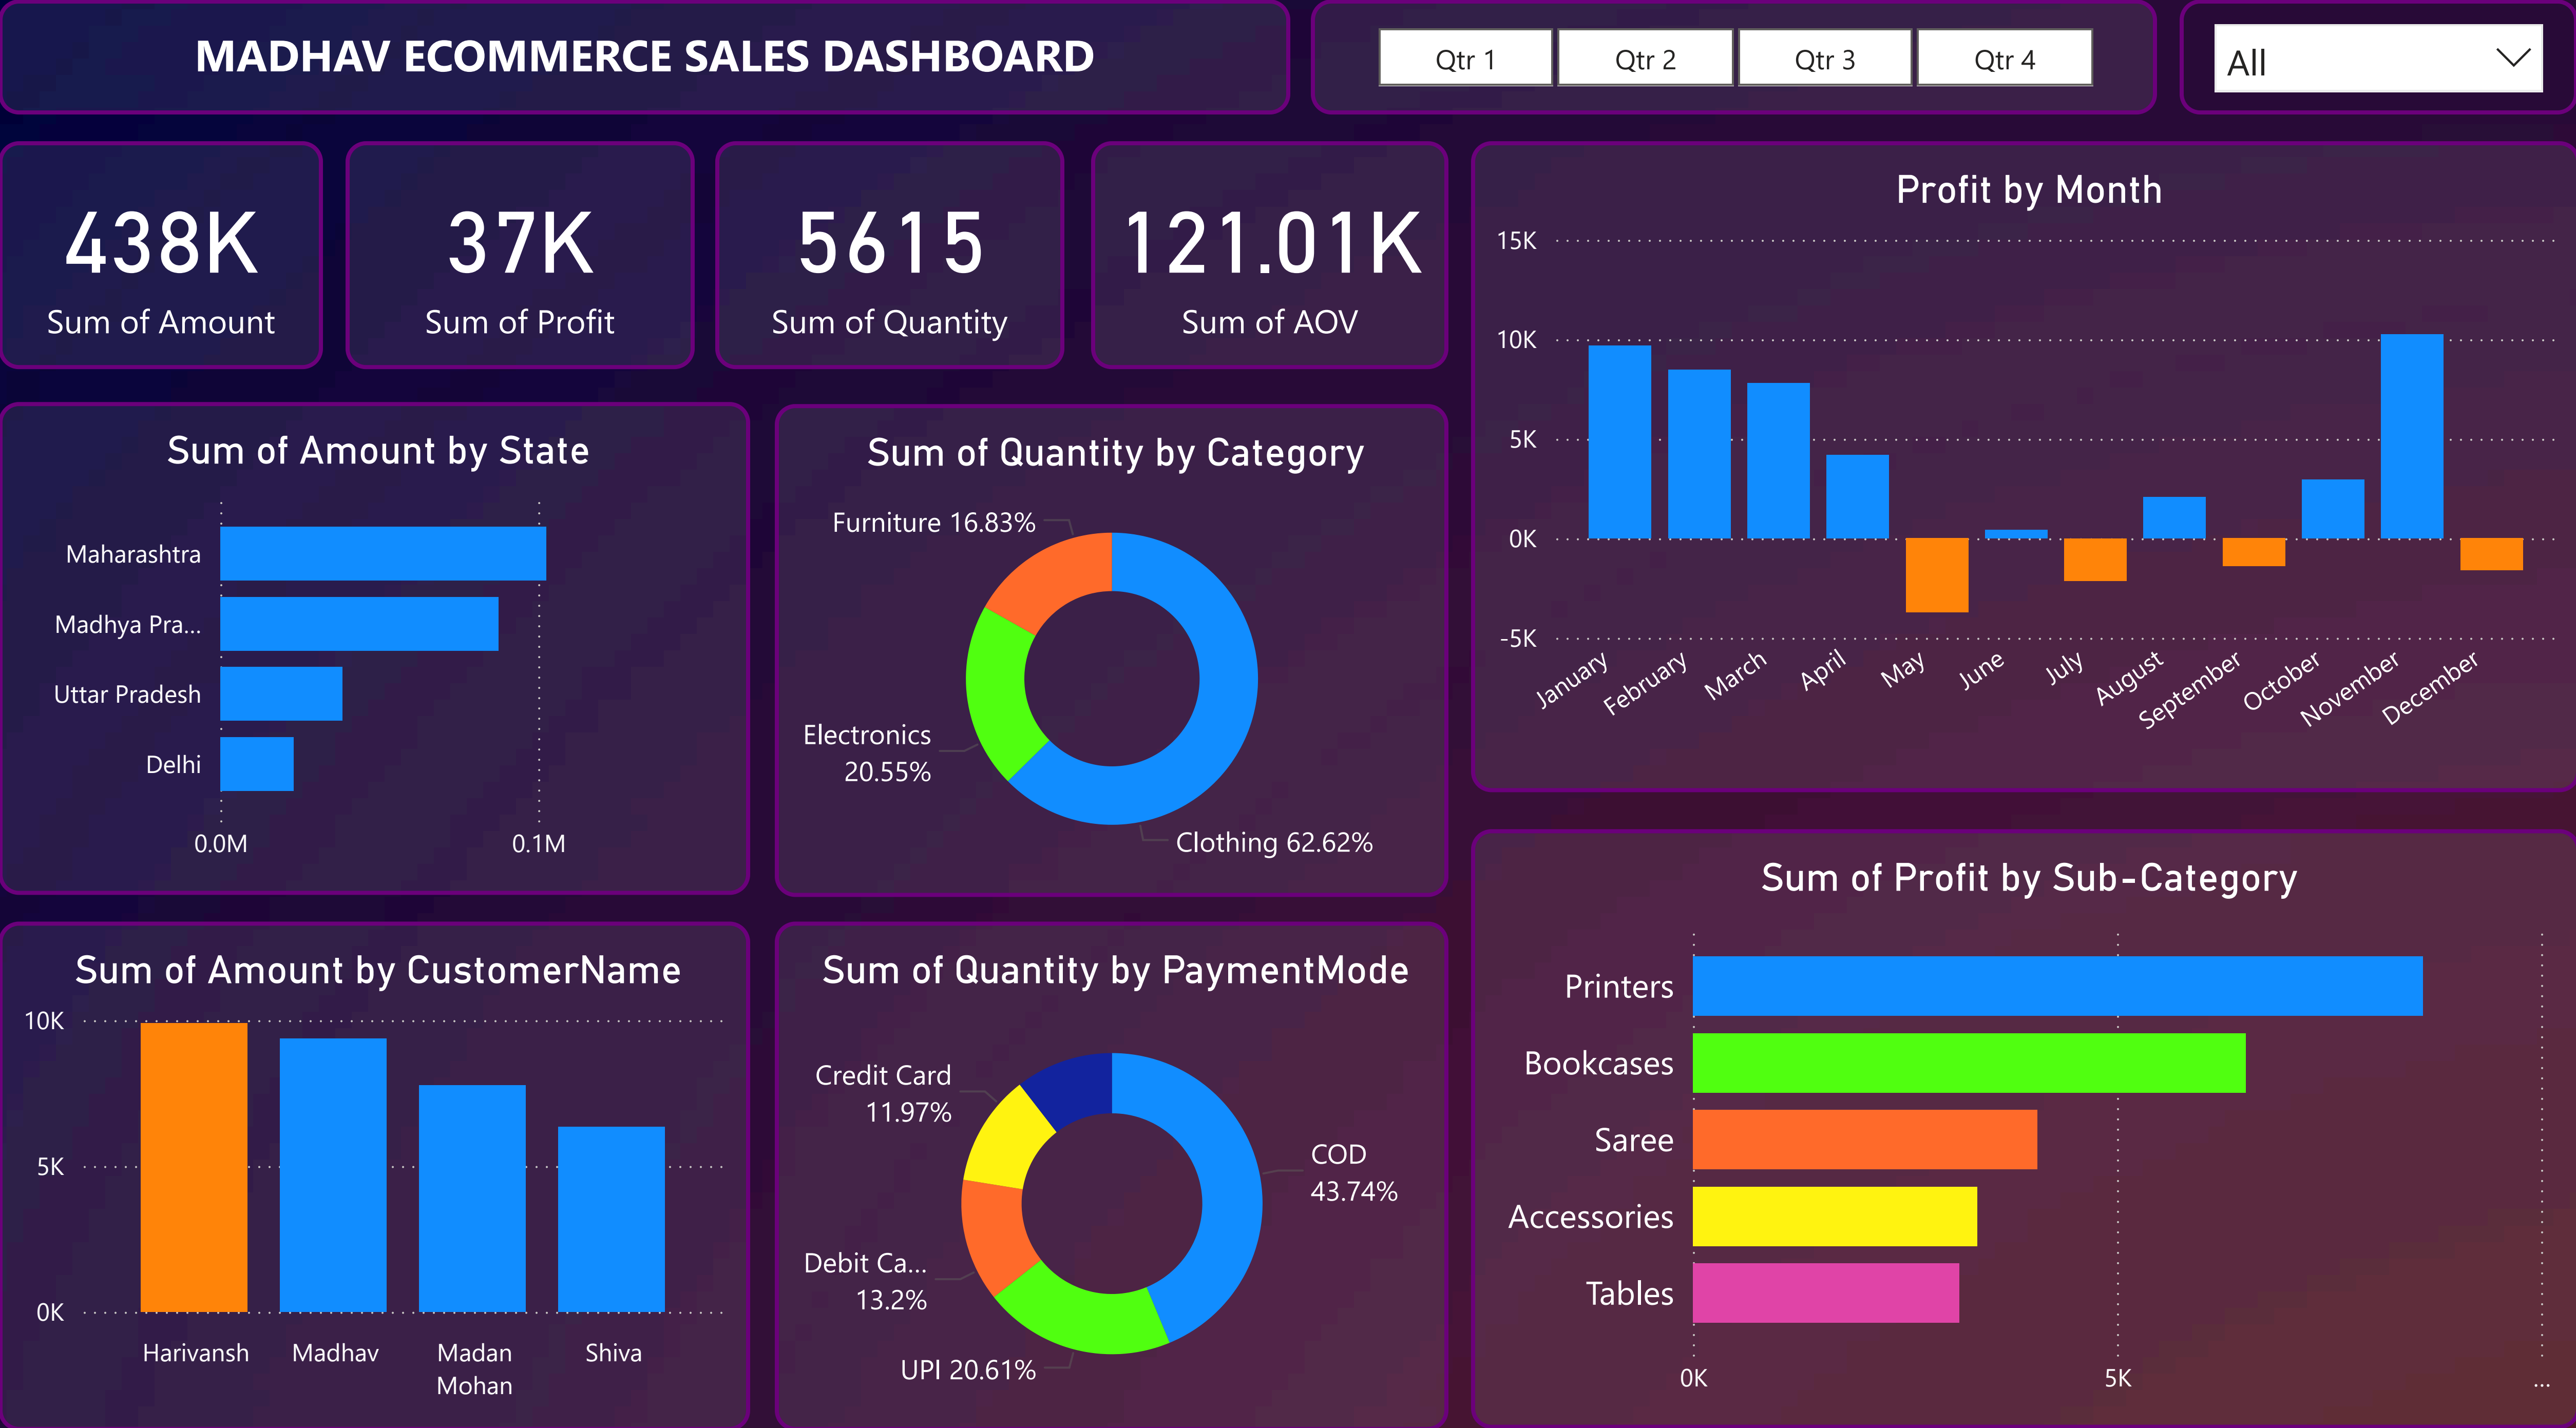 MADHAV ECOMMERCE SALES DASHBOARD
Qtr 1
Qtr 2
Qtr 3
Qtr 4
All
438K
Sum of Amount
37K
Sum of Profit
5615
Sum of Quantity
121.01K
Sum of AOV
Profit by Month
15K
10K
5K
0K
-5K
January
February
March
April
May
June
July
August
September
October
November
December
Sum of Amount by State
Maharashtra
Madhya Pra...
Uttar Pradesh
Delhi
0.0M
0.1M
Sum of Quantity by Category
Furniture 16.83%
Electronics
20.55%
Clothing 62.62%
Sum of Profit by Sub-Category
Printers
Bookcases
Saree
Accessories
Tables
0K
5K
...
Sum of Amount by CustomerName
10K
5K
0K
Harivansh
Madhav
Madan
Mohan
Shiva
Sum of Quantity by PaymentMode
Credit Card
11.97%
COD
43.74%
Debit Ca...
13.2%
UPI 20.61%